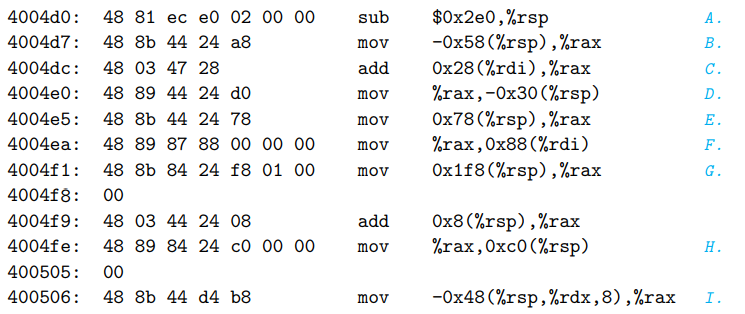 4004d0: 48 81 ec e0 02 00 00 sub $0x2e0,%rsp A.
4004d7: 48 8b 44 24 a8 mov -0x58(%rsp),%rax B.
4004dc: 48 03 47 28 add 0x28(%rdi),%rax C.
4004e0: 48 89 44 24 d0 mov %rax,-0x30(%rsp) D.
4004e5: 48 8b 44 24 78 mov 0x78(%rsp),%rax E.
4004ea: 48 89 87 88 00 00 00 mov %rax,0x88(%rdi) F.
4004f1: 48 8b 84 24 f8 01 00 mov 0x1f8(%rsp),%rax G.
4004f8: 00
4004f9: 48 03 44 24 08 add 0x8(%rsp),%rax
4004fe: 48 89 84 24 c0 00 00 mov %rax,0xc0(%rsp) H.
400505: 00
400506: 48 8b 44 d4 b8 mov -0x48(%rsp,%rdx,8),%rax I.